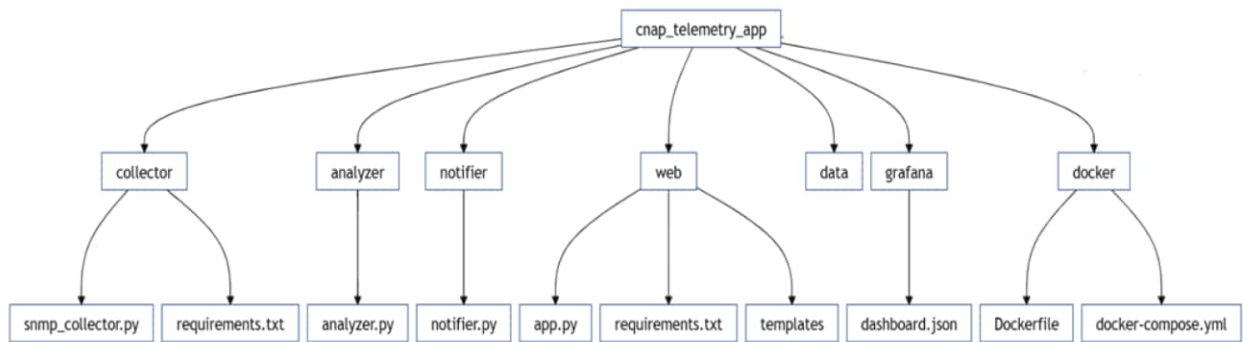 cnap_telemetry_app
collector
analyzer
notifier
web
data
grafana
docker
snmp_collector.py
requirements.txt
analyzer.py
notifier.py
app.py
requirements.txt
templates
dashboard.json
Dockerfile
docker-compose.yml